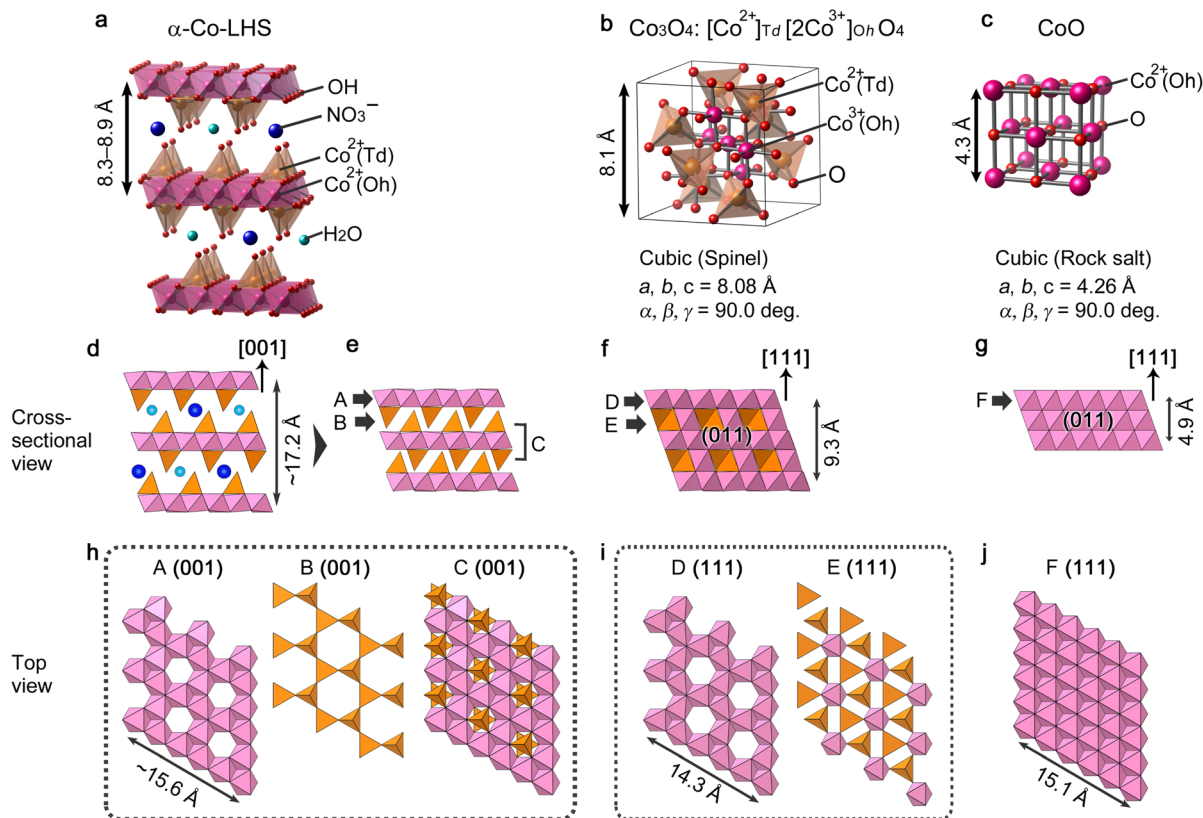 a
α-Co-LHS
8.3–8.9 Å
OH
NO₃⁻
Co²⁺(Td)
Co²⁺(Oh)
H₂O
b
Co₃O₄: [Co²⁺]Td [2Co³⁺]Oh O₄
8.1 Å
Co²⁺(Td)
Co³⁺(Oh)
O
Cubic (Spinel)
a, b, c = 8.08 Å
α, β, γ = 90.0 deg.
c
CoO
4.3 Å
Co²⁺(Oh)
O
Cubic (Rock salt)
a, b, c = 4.26 Å
α, β, γ = 90.0 deg.
Cross-
sectional
view
d
[001]
~17.2 Å
e
A
B
C
f
[111]
D
E
(011)
9.3 Å
g
[111]
F
(011)
4.9 Å
Top
view
h
A (001)
B (001)
C (001)
~15.6 Å
i
D (111)
E (111)
14.3 Å
j
F (111)
15.1 Å